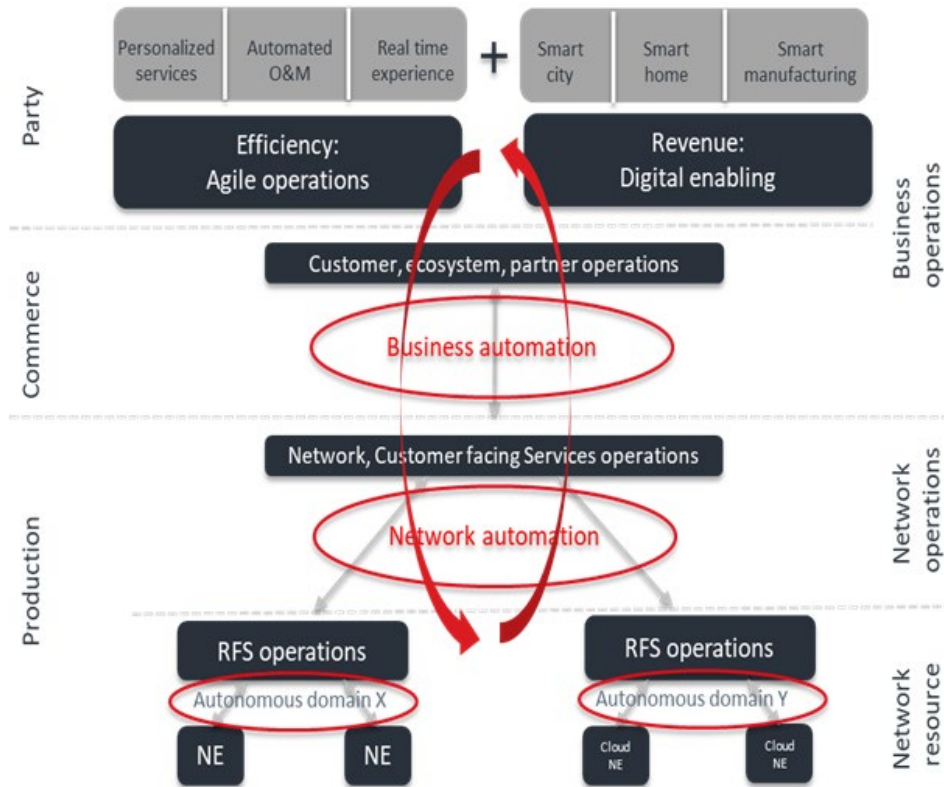 Personalized
services
Automated
O&M
Real time
experience
+
Smart
city
Smart
home
Smart
manufacturing
Party
Efficiency:
Agile operations
Revenue:
Digital enabling
Business
operations
Customer, ecosystem, partner operations
Commerce
Business automation
Network, Customer facing Services operations
Network
operations
Production
Network automation
RFS operations
RFS operations
Autonomous domain X
Autonomous domain Y
Network
resource
NE
NE
Cloud
NE
Cloud
NE